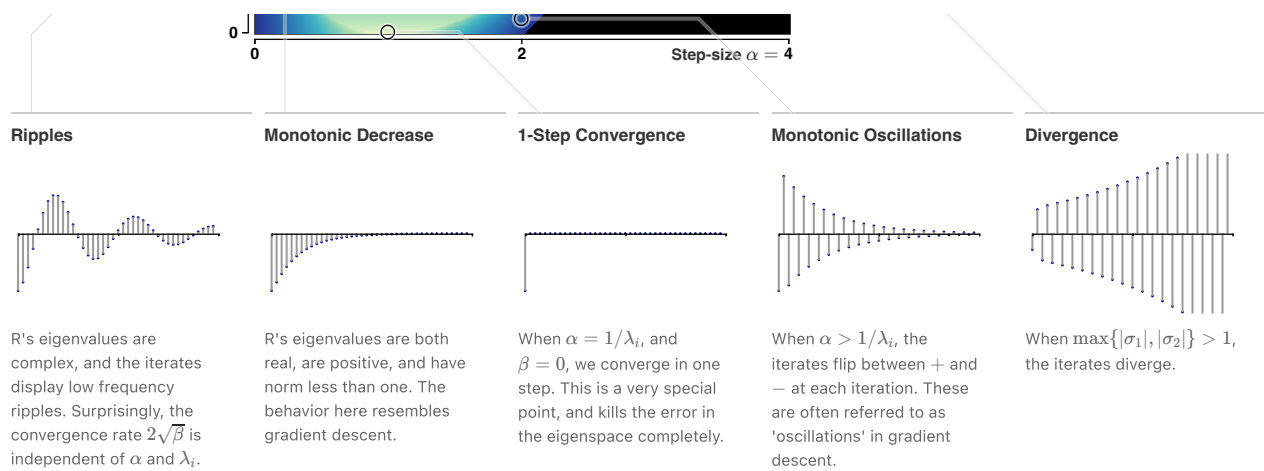 0
0
2
4
Step-size α =
Ripples
R's eigenvalues are
complex, and the iterates
display low frequency
ripples. Surprisingly, the
convergence rate 2√β is
independent of α and λᵢ.
Monotonic Decrease
R's eigenvalues are both
real, are positive, and have
norm less than one. The
behavior here resembles
gradient descent.
1-Step Convergence
When α = 1/λᵢ, and
β = 0, we converge in one
step. This is a very special
point, and kills the error in
the eigenspace completely.
Monotonic Oscillations
When α > 1/λᵢ, the
iterates flip between + and
− at each iteration. These
are often referred to as
'oscillations' in gradient
descent.
Divergence
When max{|σ₁|, |σ₂|} > 1,
the iterates diverge.